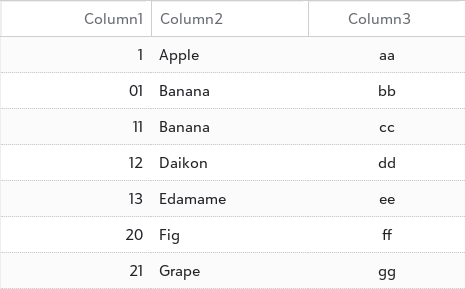 Column1 Column2 Column3
1 Apple aa
01 Banana bb
11 Banana cc
12 Daikon dd
13 Edamame ee
20 Fig ff
21 Grape gg